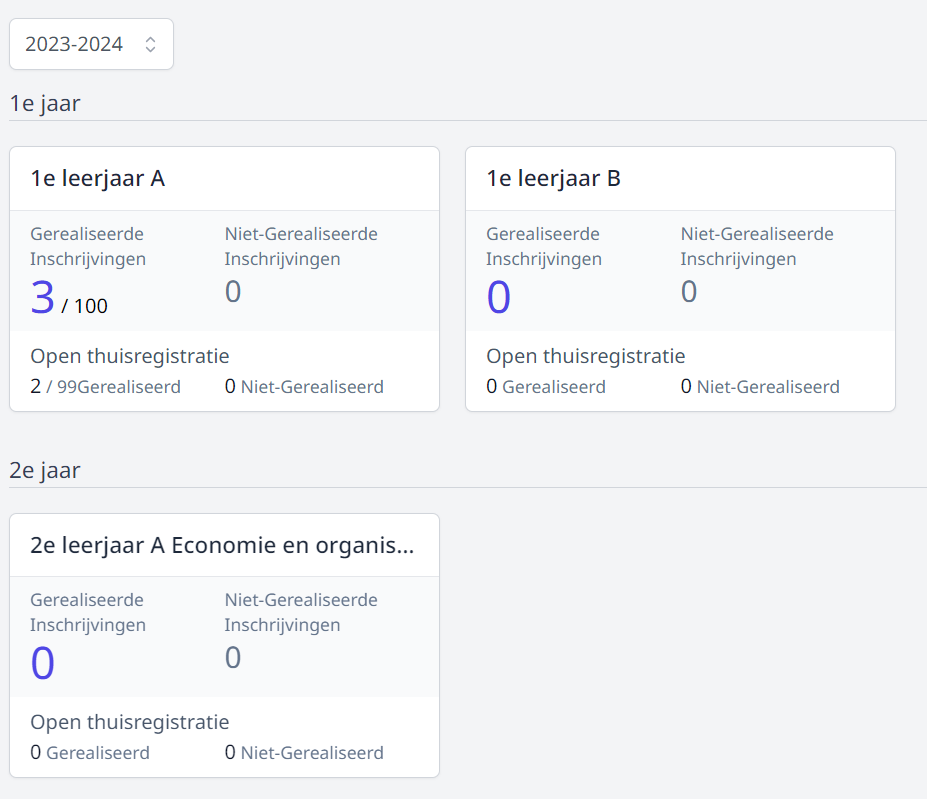 2023-2024
1e jaar
1e leerjaar A
Gerealiseerde Inschrijvingen
3 / 100
Niet-Gerealiseerde Inschrijvingen
0
Open thuisregistratie
2 / 99Gerealiseerd
0 Niet-Gerealiseerd
1e leerjaar B
Gerealiseerde Inschrijvingen
0
Niet-Gerealiseerde Inschrijvingen
0
Open thuisregistratie
0 Gerealiseerd
0 Niet-Gerealiseerd
2e jaar
2e leerjaar A Economie en organis...
Gerealiseerde Inschrijvingen
0
Niet-Gerealiseerde Inschrijvingen
0
Open thuisregistratie
0 Gerealiseerd
0 Niet-Gerealiseerd